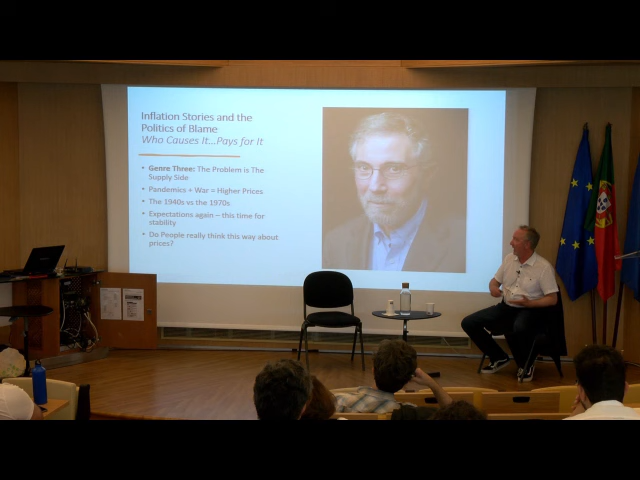 Inflation Stories and the
Politics of Blame
Who Causes It...Pays for It
• Genre Three: The Problem is The
Supply Side
• Pandemics + War = Higher Prices
• The 1940s vs the 1970s
• Expectations again – this time for
stability
• Do People really think this way about
prices?